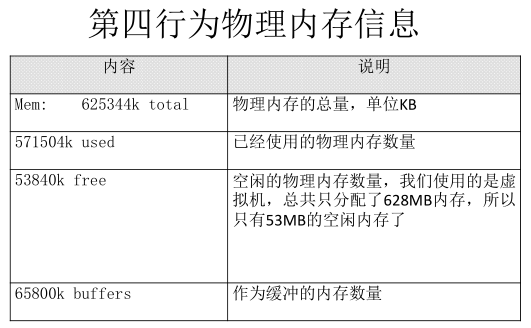 第四行为物理内存信息
内容 说明
Mem: 625344k total 物理内存的总量，单位KB
571504k used 已经使用的物理内存数量
53840k free 空闲的物理内存数量，我们使用的是虚
拟机，总共只分配了628MB内存，所以
只有53MB的空闲内存了
65800k buffers 作为缓冲的内存数量